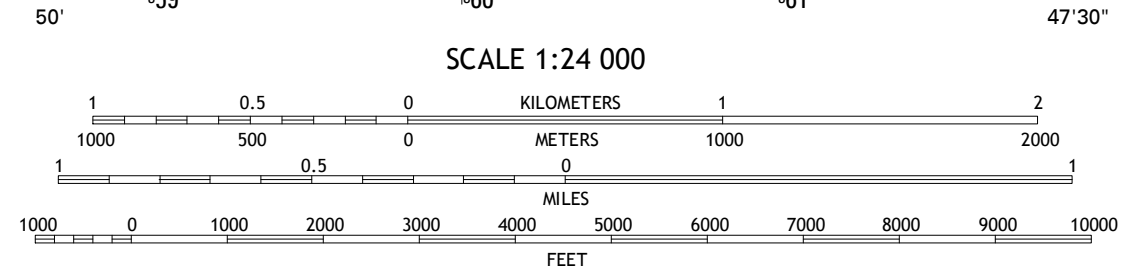 50' 47'30"
SCALE 1:24 000
1 0.5 0 KILOMETERS 1 2
1000 500 0 METERS 1000 2000
1 0.5 0 1
MILES
1000 0 1000 2000 3000 4000 5000 6000 7000 8000 9000 10000
FEET